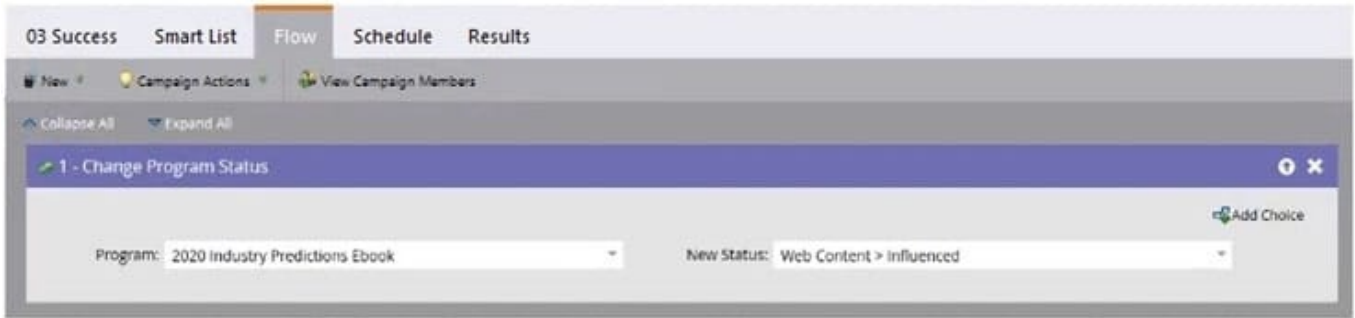 03 Success Smart List Flow Schedule Results
New Campaign Actions View Campaign Members
Collapse All Expand All
1 - Change Program Status
Add Choice
Program: 2020 Industry Predictions Ebook New Status: Web Content > Influenced